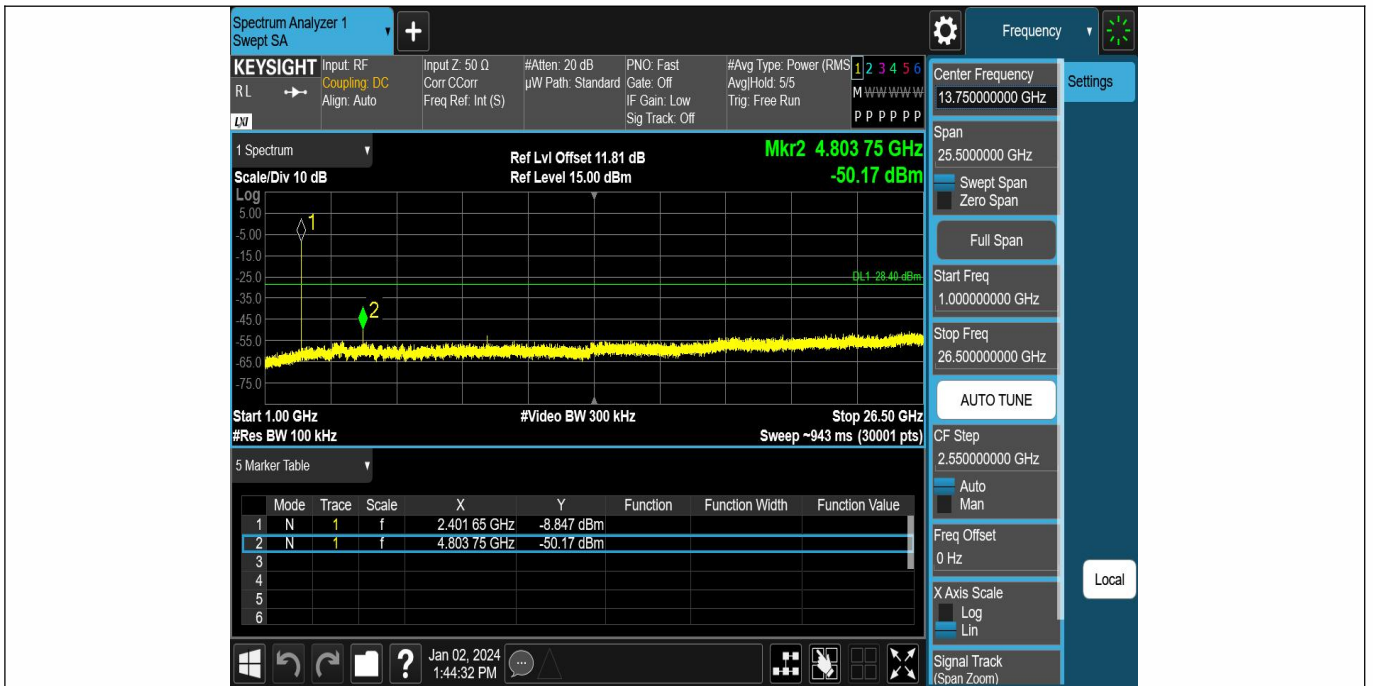 Spectrum Analyzer 1
Swept SA
+
Frequency
KEYSIGHT
RL
LXI
Input: RF
Coupling: DC
Align: Auto
Input Z: 50 Ω
Corr CCorr
Freq Ref: Int (S)
#Atten: 20 dB
µW Path: Standard
PNO: Fast
Gate: Off
IF Gain: Low
Sig Track: Off
#Avg Type: Power (RMS
Avg|Hold: 5/5
Trig: Free Run
1 2 3 4 5 6
M W W W W W
P P P P P P
1 Spectrum
Scale/Div 10 dB
Ref Lvl Offset 11.81 dB
Ref Level 15.00 dBm
Mkr2 4.803 75 GHz
-50.17 dBm
Log
5.00
-5.00
-15.0
-25.0
-35.0
-45.0
-55.0
-65.0
-75.0
1
2
DL1 -28.40 dBm
Start 1.00 GHz
#Video BW 300 kHz
Stop 26.50 GHz
#Res BW 100 kHz
Sweep ~943 ms (30001 pts)
5 Marker Table
Mode Trace Scale X Y Function Function Width Function Value
1 N 1 f 2.401 65 GHz -8.847 dBm
2 N 1 f 4.803 75 GHz -50.17 dBm
3
4
5
6
?
Jan 02, 2024
1:44:32 PM
Center Frequency
13.750000000 GHz
Settings
Span
25.5000000 GHz
Swept Span
Zero Span
Full Span
Start Freq
1.000000000 GHz
Stop Freq
26.500000000 GHz
AUTO TUNE
CF Step
2.550000000 GHz
Auto
Man
Freq Offset
0 Hz
Local
X Axis Scale
Log
Lin
Signal Track
(Span Zoom)